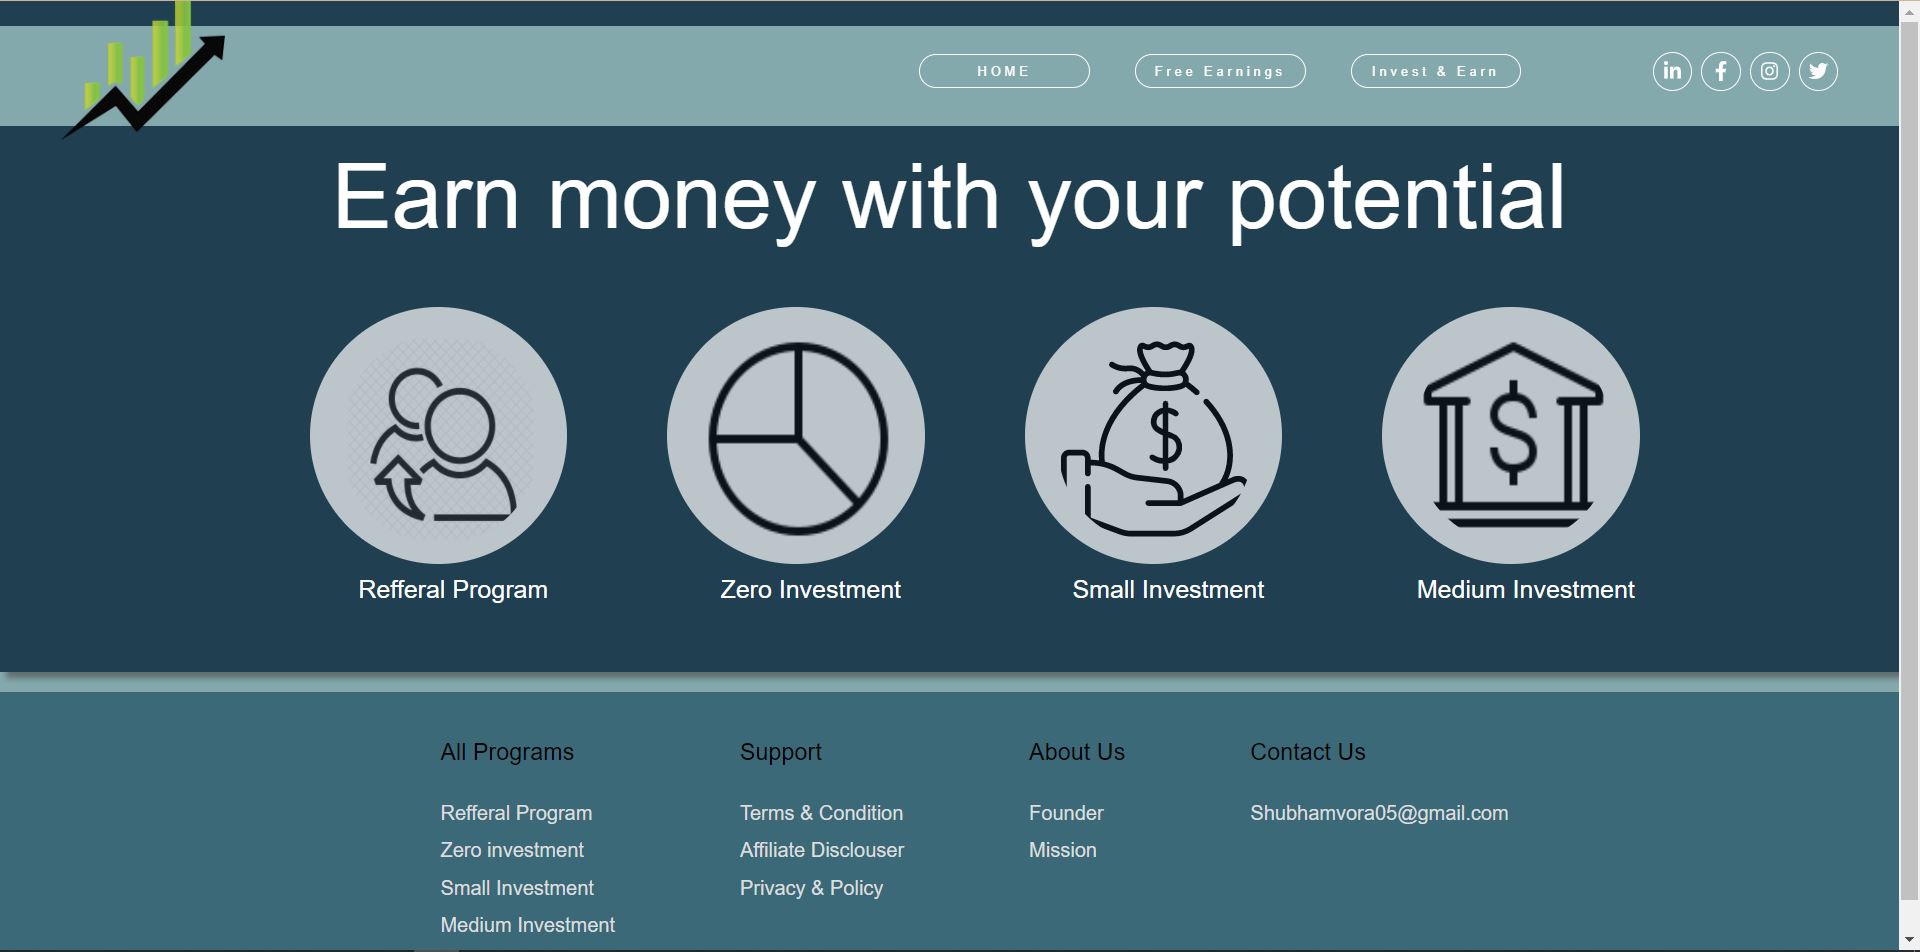 HOME
Free Earnings
Invest & Earn
Earn money with your potential
Refferal Program
Zero Investment
Small Investment
Medium Investment
All Programs
Refferal Program
Zero investment
Small Investment
Medium Investment
Support
Terms & Condition
Affiliate Disclouser
Privacy & Policy
About Us
Founder
Mission
Contact Us
Shubhamvora05@gmail.com